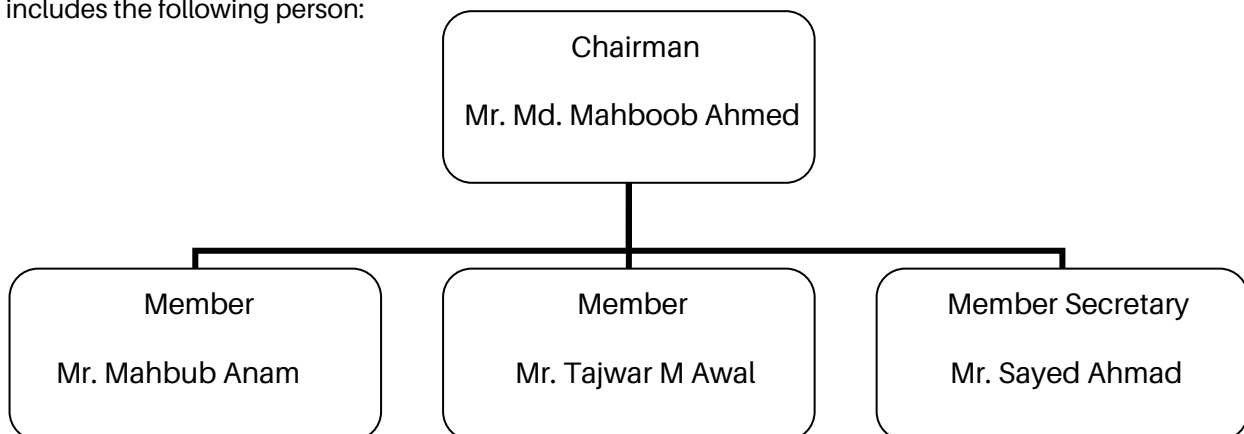 includes the following person:
Chairman
Mr. Md. Mahboob Ahmed
Member
Mr. Mahbub Anam
Member
Mr. Tajwar M Awal
Member Secretary
Mr. Sayed Ahmad